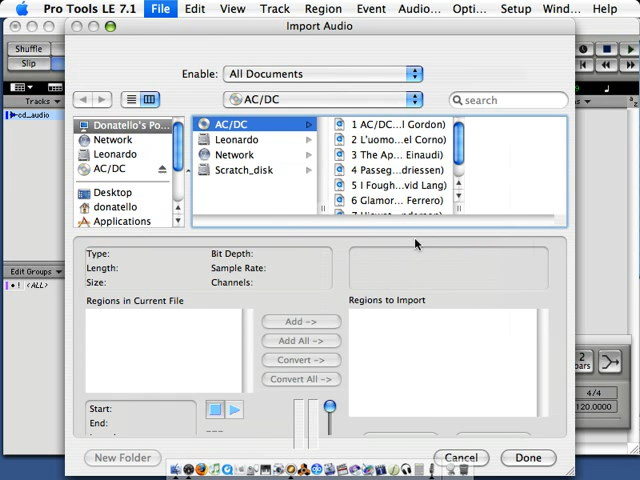 Pro Tools LE 7.1 File Edit View Track Region Event Audio... Opti... Setup Wind... Help
Import Audio
Shuffle
Slip
Enable: All Documents
AC/DC
search
Tracks
cd_audio
Donatello's Po...
Network
Leonardo
AC/DC
Desktop
donatello
Applications
AC/DC
Leonardo
Network
Scratch_disk
1 AC/DC...l Gordon)
2 L'uomo...el Corno)
3 The Ap... Einaudi)
4 Passeg...driessen)
5 I Fough...vid Lang)
6 Glamor... Ferrero)
Type:
Length:
Size:
Bit Depth:
Sample Rate:
Channels:
Edit Groups
! <ALL>
Regions in Current File
Regions to Import
Add ->
Add All ->
Convert ->
Convert All ->
Start:
End:
---
2
bars
4/4
120.0000
New Folder
Cancel
Done